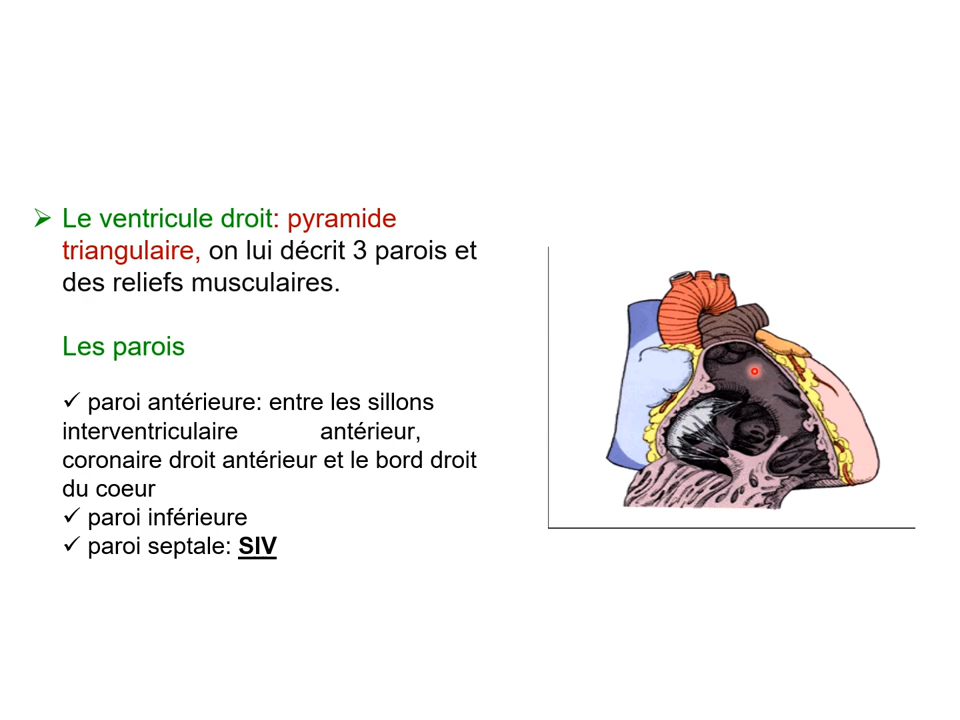 ➢ Le ventricule droit: pyramide
triangulaire, on lui décrit 3 parois et
des reliefs musculaires.
Les parois
✓ paroi antérieure: entre les sillons
interventriculaire antérieur,
coronaire droit antérieur et le bord droit
du coeur
✓ paroi inférieure
✓ paroi septale: SIV